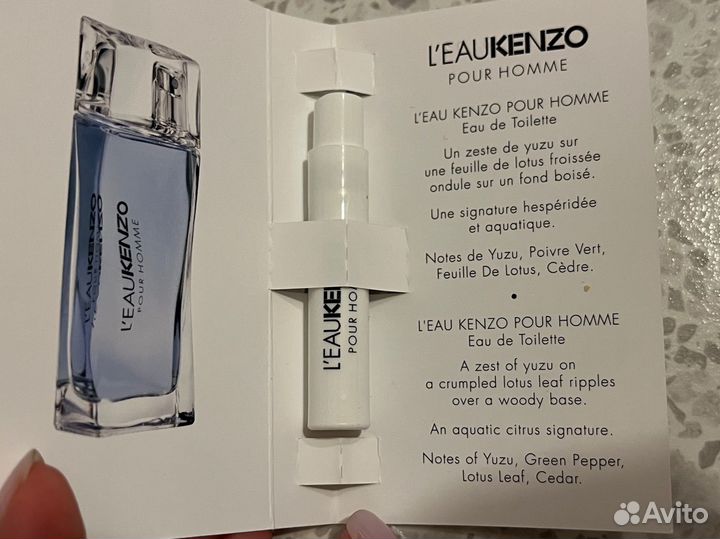 L'EAUKENZO
POUR HOMME
L'EAUKE
POUR HO
L'EAUKENZO
POUR HOMME
L'EAU KENZO POUR HOMME
Eau de Toilette
Un zeste de yuzu sur
une feuille de lotus froissée
ondule sur un fond boisé.
Une signature hespéridée
et aquatique.
Notes de Yuzu, Poivre Vert,
Feuille De Lotus, Cèdre.
•
L'EAU KENZO POUR HOMME
Eau de Toilette
A zest of yuzu on
a crumpled lotus leaf ripples
over a woody base.
An aquatic citrus signature.
Notes of Yuzu, Green Pepper,
Lotus Leaf, Cedar.
Avito